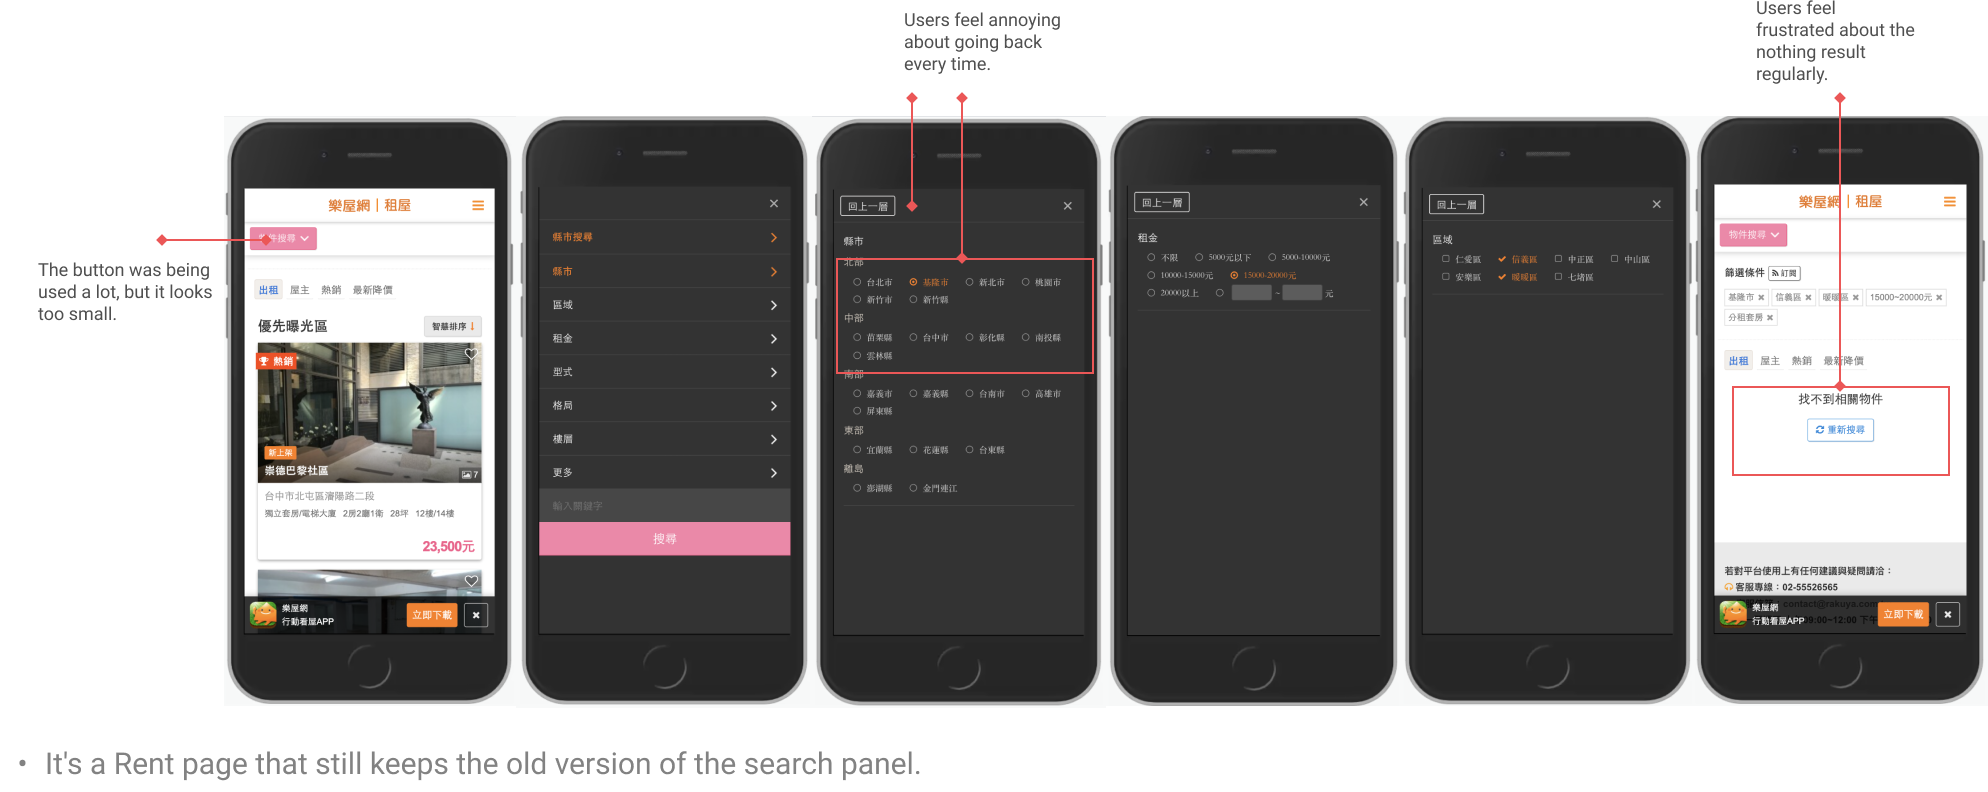 Users feel annoying
about going back
every time.
Users feel
frustrated about the
nothing result
regularly.
The button was being
used a lot, but it looks
too small.
樂屋網｜租屋
件搜尋
出租 屋主 熱銷 最新降價
優先曝光區
智慧排序
熱銷
新上架
崇德巴黎社區
7
台中市北屯區瀋陽路二段
獨立套房/電梯大廈 2房2廳1衛 28坪 12樓/14樓
23,500元
樂屋網
行動看屋APP
立即下載
縣市搜尋
縣市
區域
租金
型式
格局
樓層
更多
輸入關鍵字
搜尋
回上一層
縣市
北部
台北市 基隆市 新北市 桃園市
新竹市 新竹縣
中部
苗栗縣 台中市 彰化縣 南投縣
雲林縣
南部
嘉義市 嘉義縣 台南市 高雄市
屏東縣
東部
宜蘭縣 花蓮縣 台東縣
離島
澎湖縣 金門連江
回上一層
租金
不限 5000元以下 5000-10000元
10000-15000元 15000-20000元
20000以上 ~ 元
回上一層
區域
仁愛區 信義區 中正區 中山區
安樂區 暖暖區 七堵區
樂屋網｜租屋
物件搜尋
篩選條件 訂閱
基隆市 信義區 暖暖區 15000~20000元
分租套房
出租 屋主 熱銷 最新降價
找不到相關物件
重新搜尋
若對平台使用上有任何建議與疑問請洽：
客服專線：02-55526565
contact@rakuya.com
樂屋網
行動看屋APP
09:00~12:00 下午
立即下載
• It's a Rent page that still keeps the old version of the search panel.